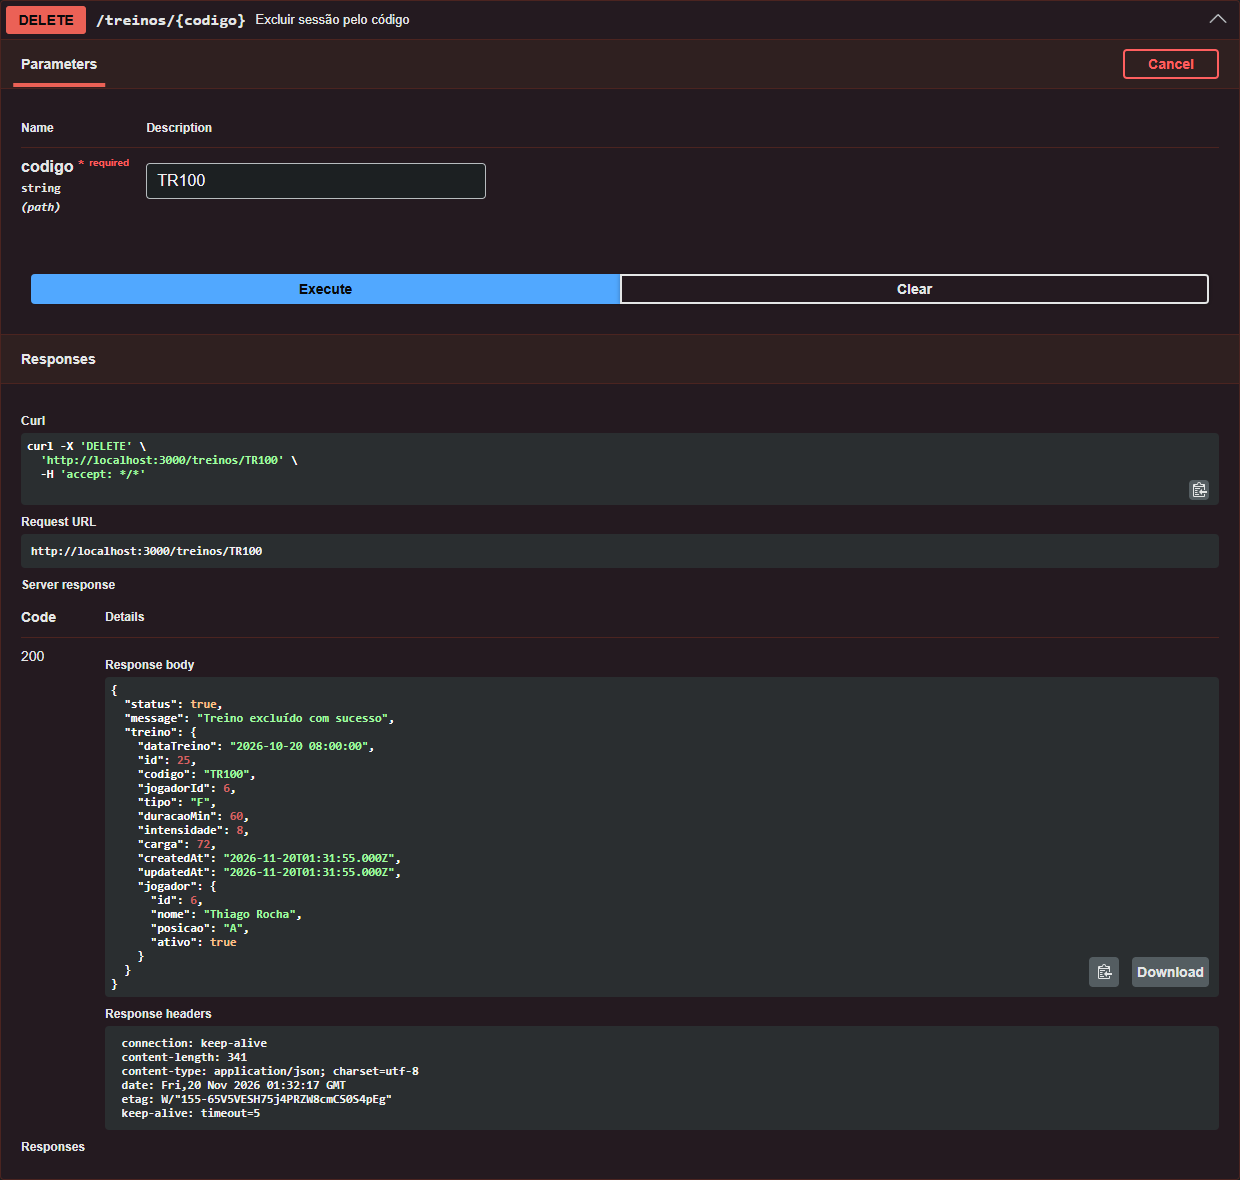 DELETE /treinos/{codigo} Excluir sessão pelo código
Parameters
Cancel
Name Description
codigo * required
string
(path)
TR100
Execute
Clear
Responses
Curl
curl -X 'DELETE' \
  'http://localhost:3000/treinos/TR100' \
  -H 'accept: */*'
Request URL
http://localhost:3000/treinos/TR100
Server response
Code Details
200
Response body
{
  "status": true,
  "message": "Treino excluído com sucesso",
  "treino": {
    "dataTreino": "2026-10-20 08:00:00",
    "id": 25,
    "codigo": "TR100",
    "jogadorId": 6,
    "tipo": "F",
    "duracaoMin": 60,
    "intensidade": 8,
    "carga": 72,
    "createdAt": "2026-11-20T01:31:55.000Z",
    "updatedAt": "2026-11-20T01:31:55.000Z",
    "jogador": {
      "id": 6,
      "nome": "Thiago Rocha",
      "posicao": "A",
      "ativo": true
    }
  }
}
Download
Response headers
connection: keep-alive
content-length: 341
content-type: application/json; charset=utf-8
date: Fri,20 Nov 2026 01:32:17 GMT
etag: W/"155-65V5VESH75j4PRZW8cmCS0S4pEg"
keep-alive: timeout=5
Responses